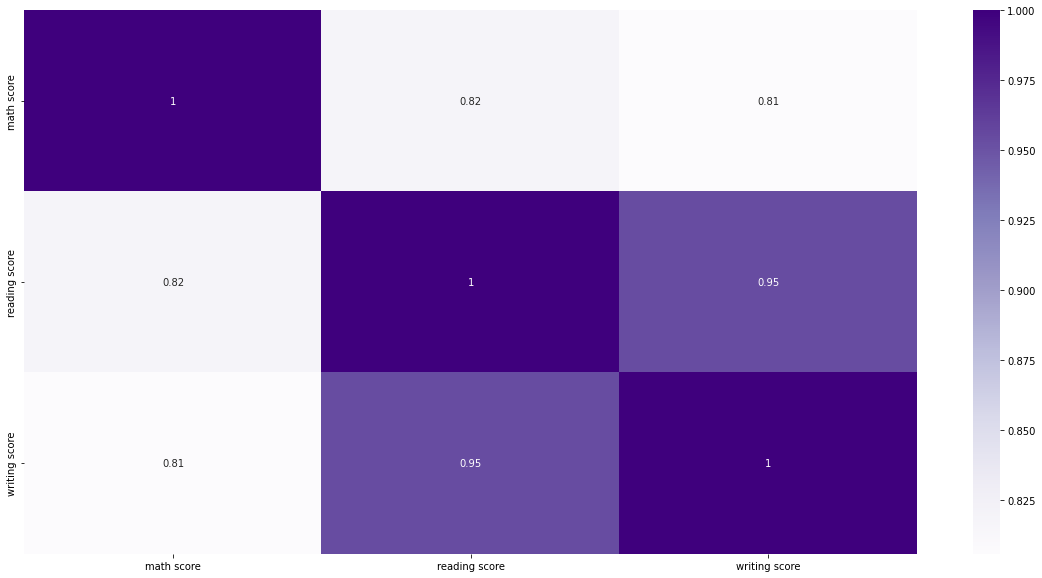 math score
1
0.82
0.81
reading score
0.82
1
0.95
writing score
0.81
0.95
1
math score
reading score
writing score
1.000
0.975
0.950
0.925
0.900
0.875
0.850
0.825